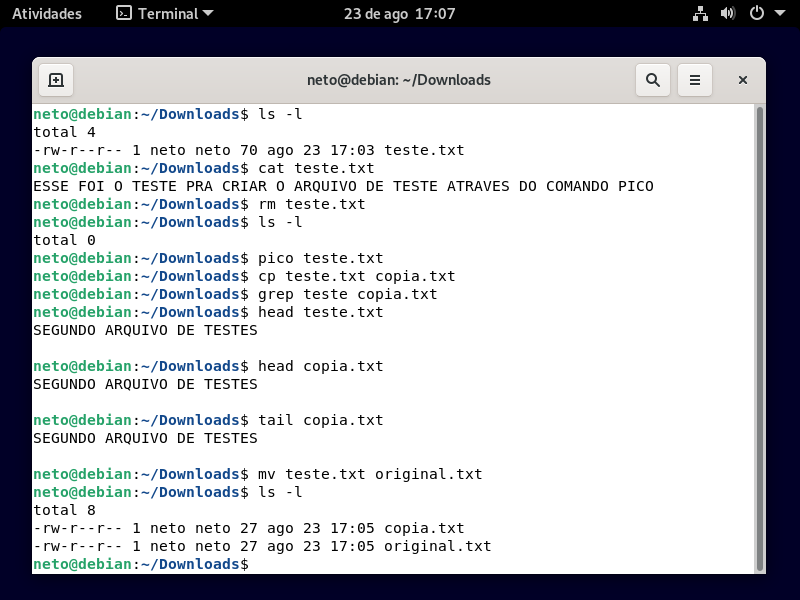 Atividades Terminal 23 de ago 17:07
neto@debian: ~/Downloads
neto@debian:~/Downloads$ ls -l
total 4
-rw-r--r-- 1 neto neto 70 ago 23 17:03 teste.txt
neto@debian:~/Downloads$ cat teste.txt
ESSE FOI O TESTE PRA CRIAR O ARQUIVO DE TESTE ATRAVES DO COMANDO PICO
neto@debian:~/Downloads$ rm teste.txt
neto@debian:~/Downloads$ ls -l
total 0
neto@debian:~/Downloads$ pico teste.txt
neto@debian:~/Downloads$ cp teste.txt copia.txt
neto@debian:~/Downloads$ grep teste copia.txt
neto@debian:~/Downloads$ head teste.txt
SEGUNDO ARQUIVO DE TESTES

neto@debian:~/Downloads$ head copia.txt
SEGUNDO ARQUIVO DE TESTES

neto@debian:~/Downloads$ tail copia.txt
SEGUNDO ARQUIVO DE TESTES

neto@debian:~/Downloads$ mv teste.txt original.txt
neto@debian:~/Downloads$ ls -l
total 8
-rw-r--r-- 1 neto neto 27 ago 23 17:05 copia.txt
-rw-r--r-- 1 neto neto 27 ago 23 17:05 original.txt
neto@debian:~/Downloads$